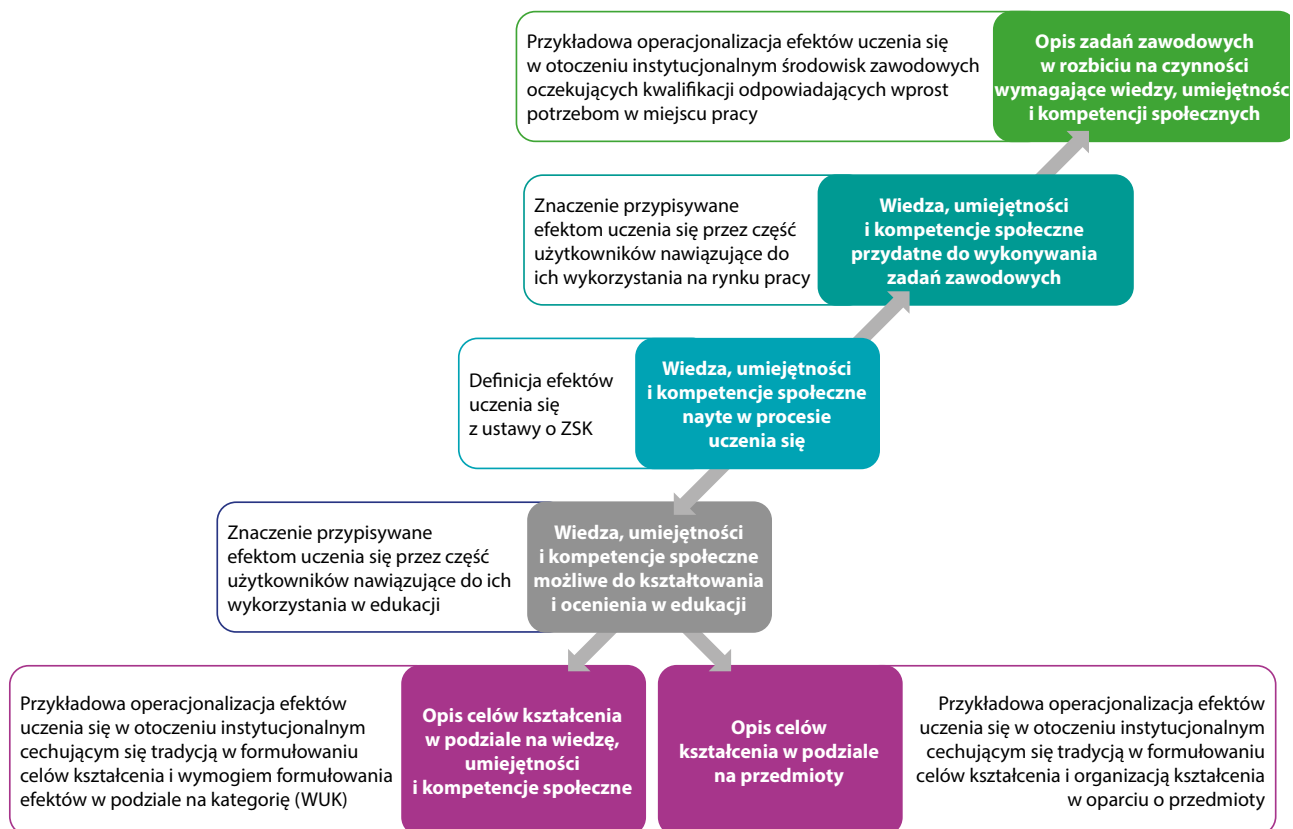 Przykładowa operacjonalizacja efektów uczenia się
w otoczeniu instytucjonalnym środowisk zawodowych
oczekujących kwalifikacji odpowiadających wprost
potrzebom w miejscu pracy
Opis zadań zawodowych
w rozbiciu na czynności
wymagające wiedzy, umiejętnośc
i kompetencji społecznych
Znaczenie przypisywane
efektom uczenia się przez część
użytkowników nawiązujące do
ich wykorzystania na rynku pracy
Wiedza, umiejętności
i kompetencje społeczne
przydatne do wykonywania
zadań zawodowych
Definicja efektów
uczenia się
z ustawy o ZSK
Wiedza, umiejętności
i kompetencje społeczne
nayte w procesie
uczenia się
Znaczenie przypisywane
efektom uczenia się przez część
użytkowników nawiązujące do ich
wykorzystania w edukacji
Wiedza, umiejętności
i kompetencje społeczne
możliwe do kształtowania
i ocenienia w edukacji
Przykładowa operacjonalizacja efektów
uczenia się w otoczeniu instytucjonalnym
cechującym się tradycją w formułowaniu
celów kształcenia i wymogiem formułowania
efektów w podziale na kategorię (WUK)
Opis celów kształcenia
w podziale na wiedzę,
umiejętności
i kompetencje społeczne
Opis celów
kształcenia w podziale
na przedmioty
Przykładowa operacjonalizacja efektów
uczenia się w otoczeniu instytucjonalnym
cechującym się tradycją w formułowaniu
celów kształcenia i organizacją kształcenia
w oparciu o przedmioty